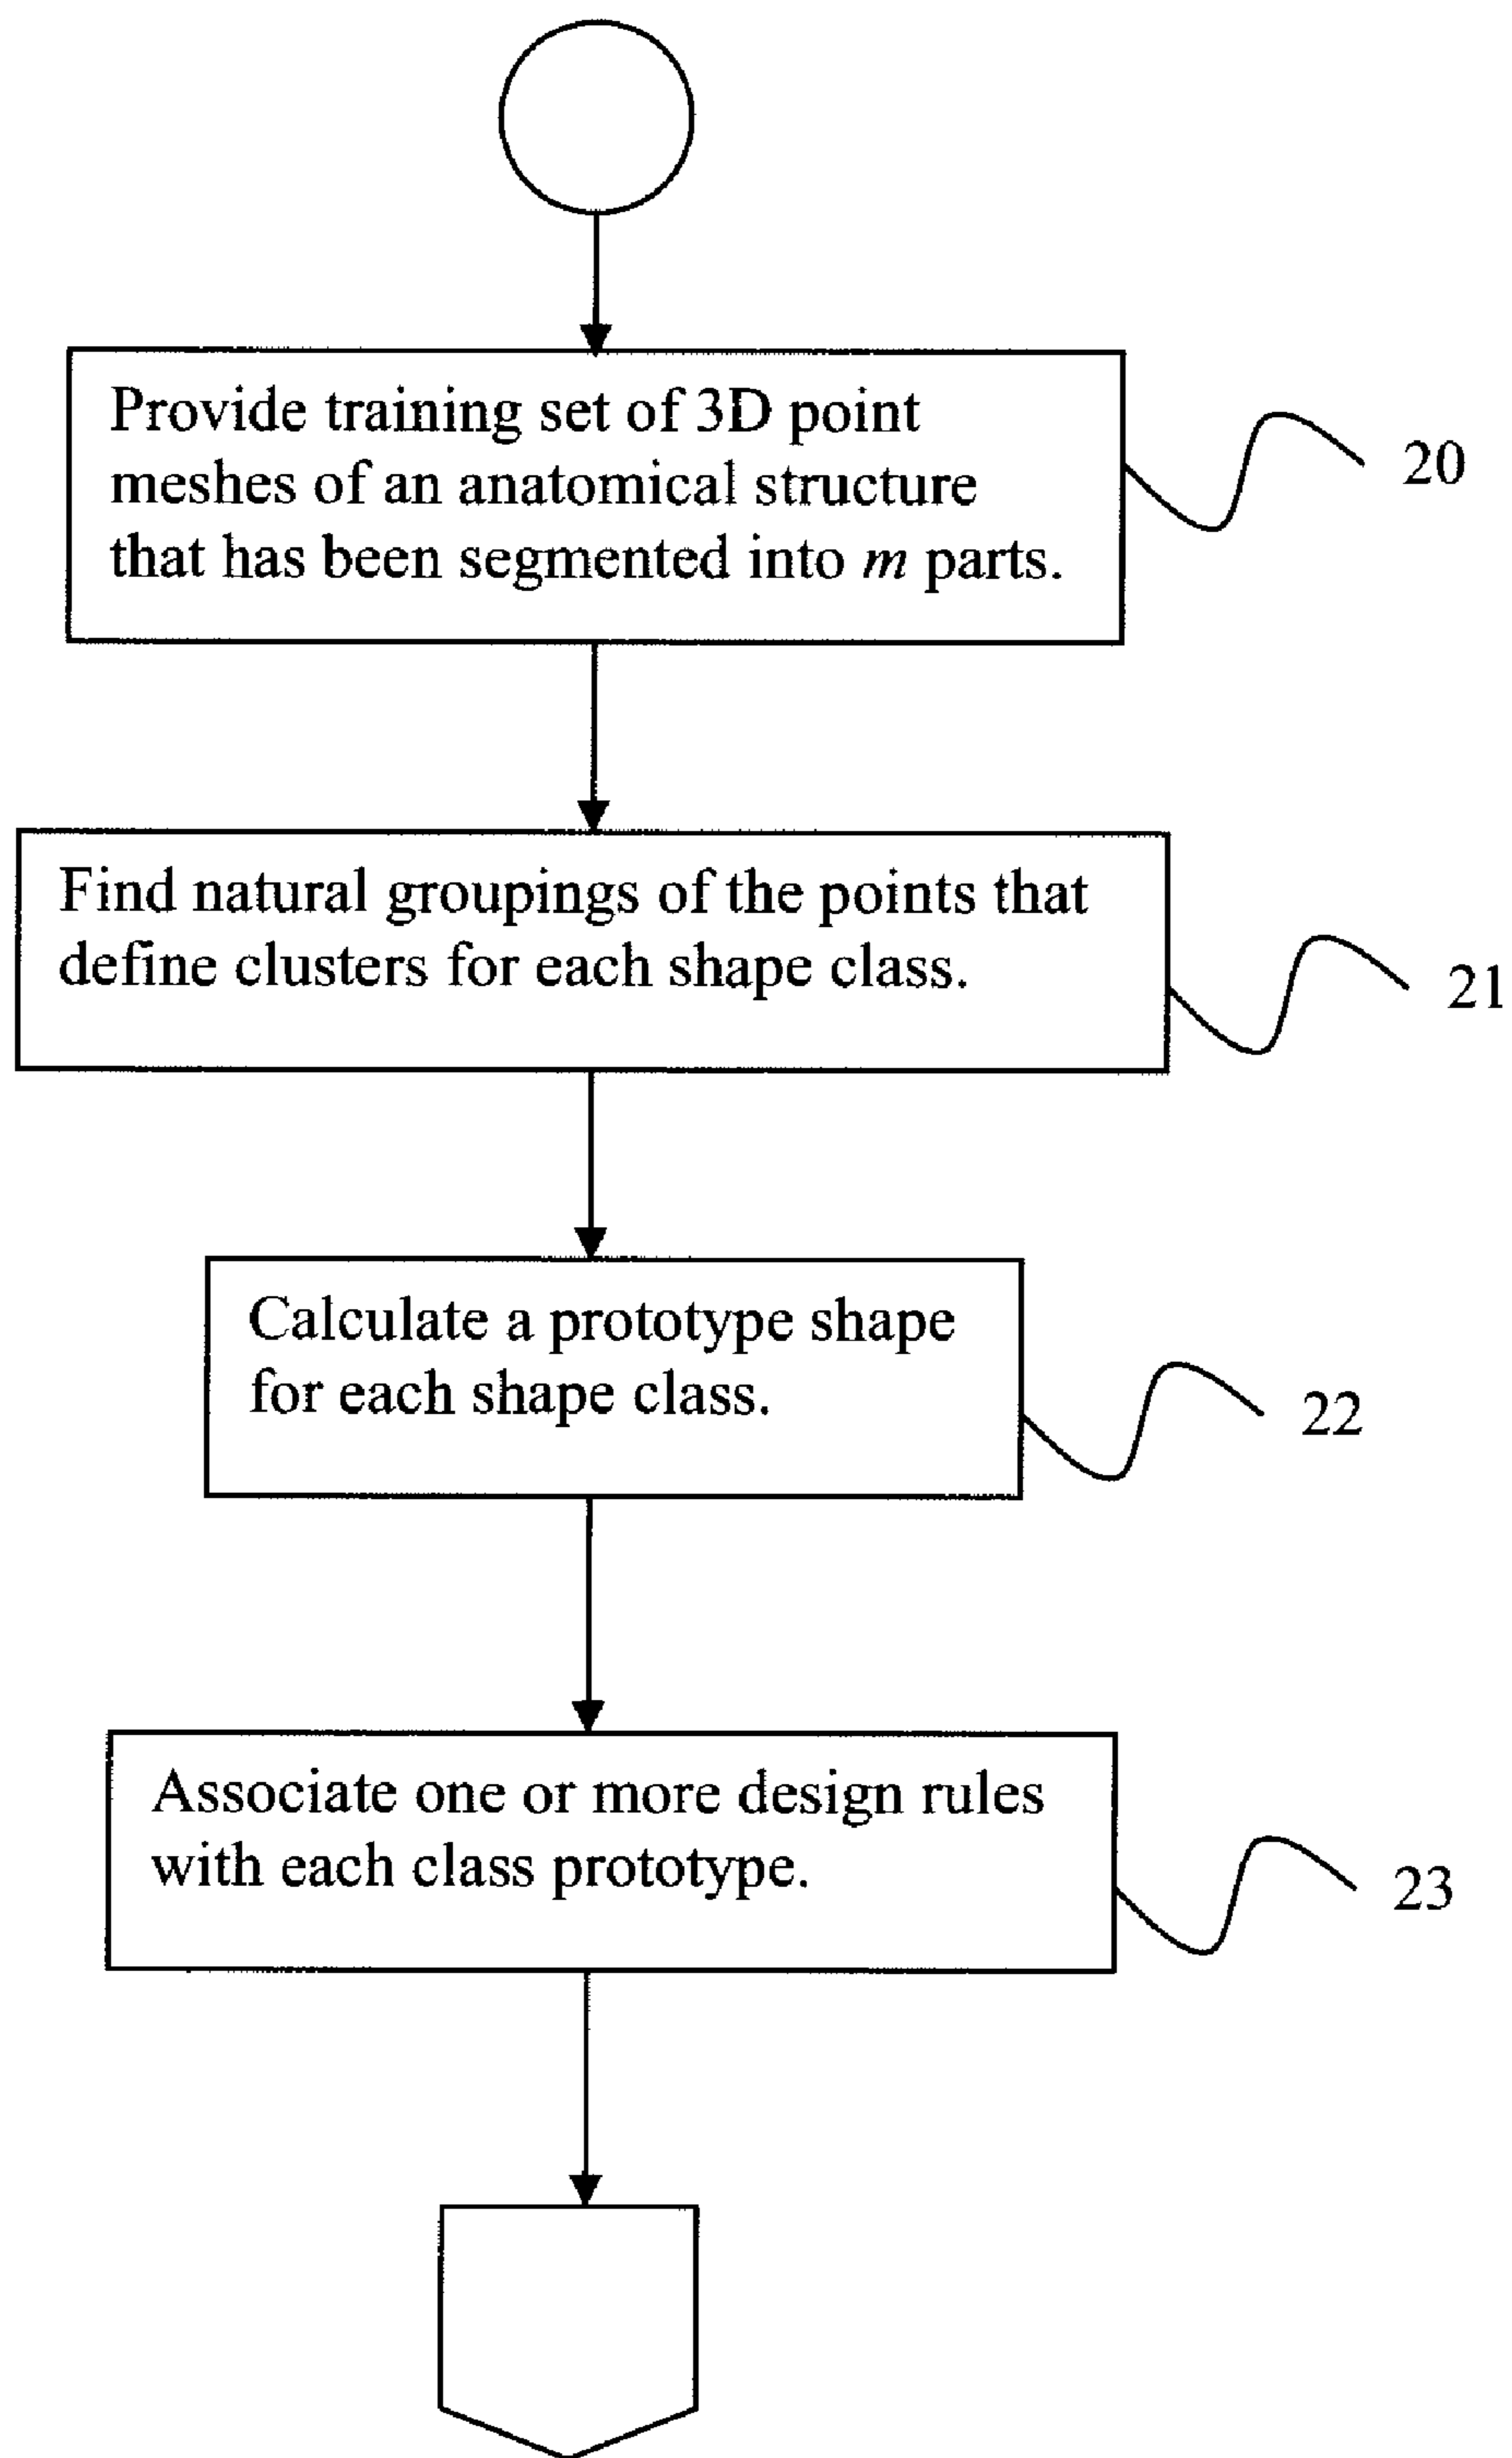 Provide training set of 3D point
meshes of an anatomical structure
that has been segmented into m parts.
20
Find natural groupings of the points that
define clusters for each shape class.
21
Calculate a prototype shape
for each shape class.
22
Associate one or more design rules
with each class prototype.
23